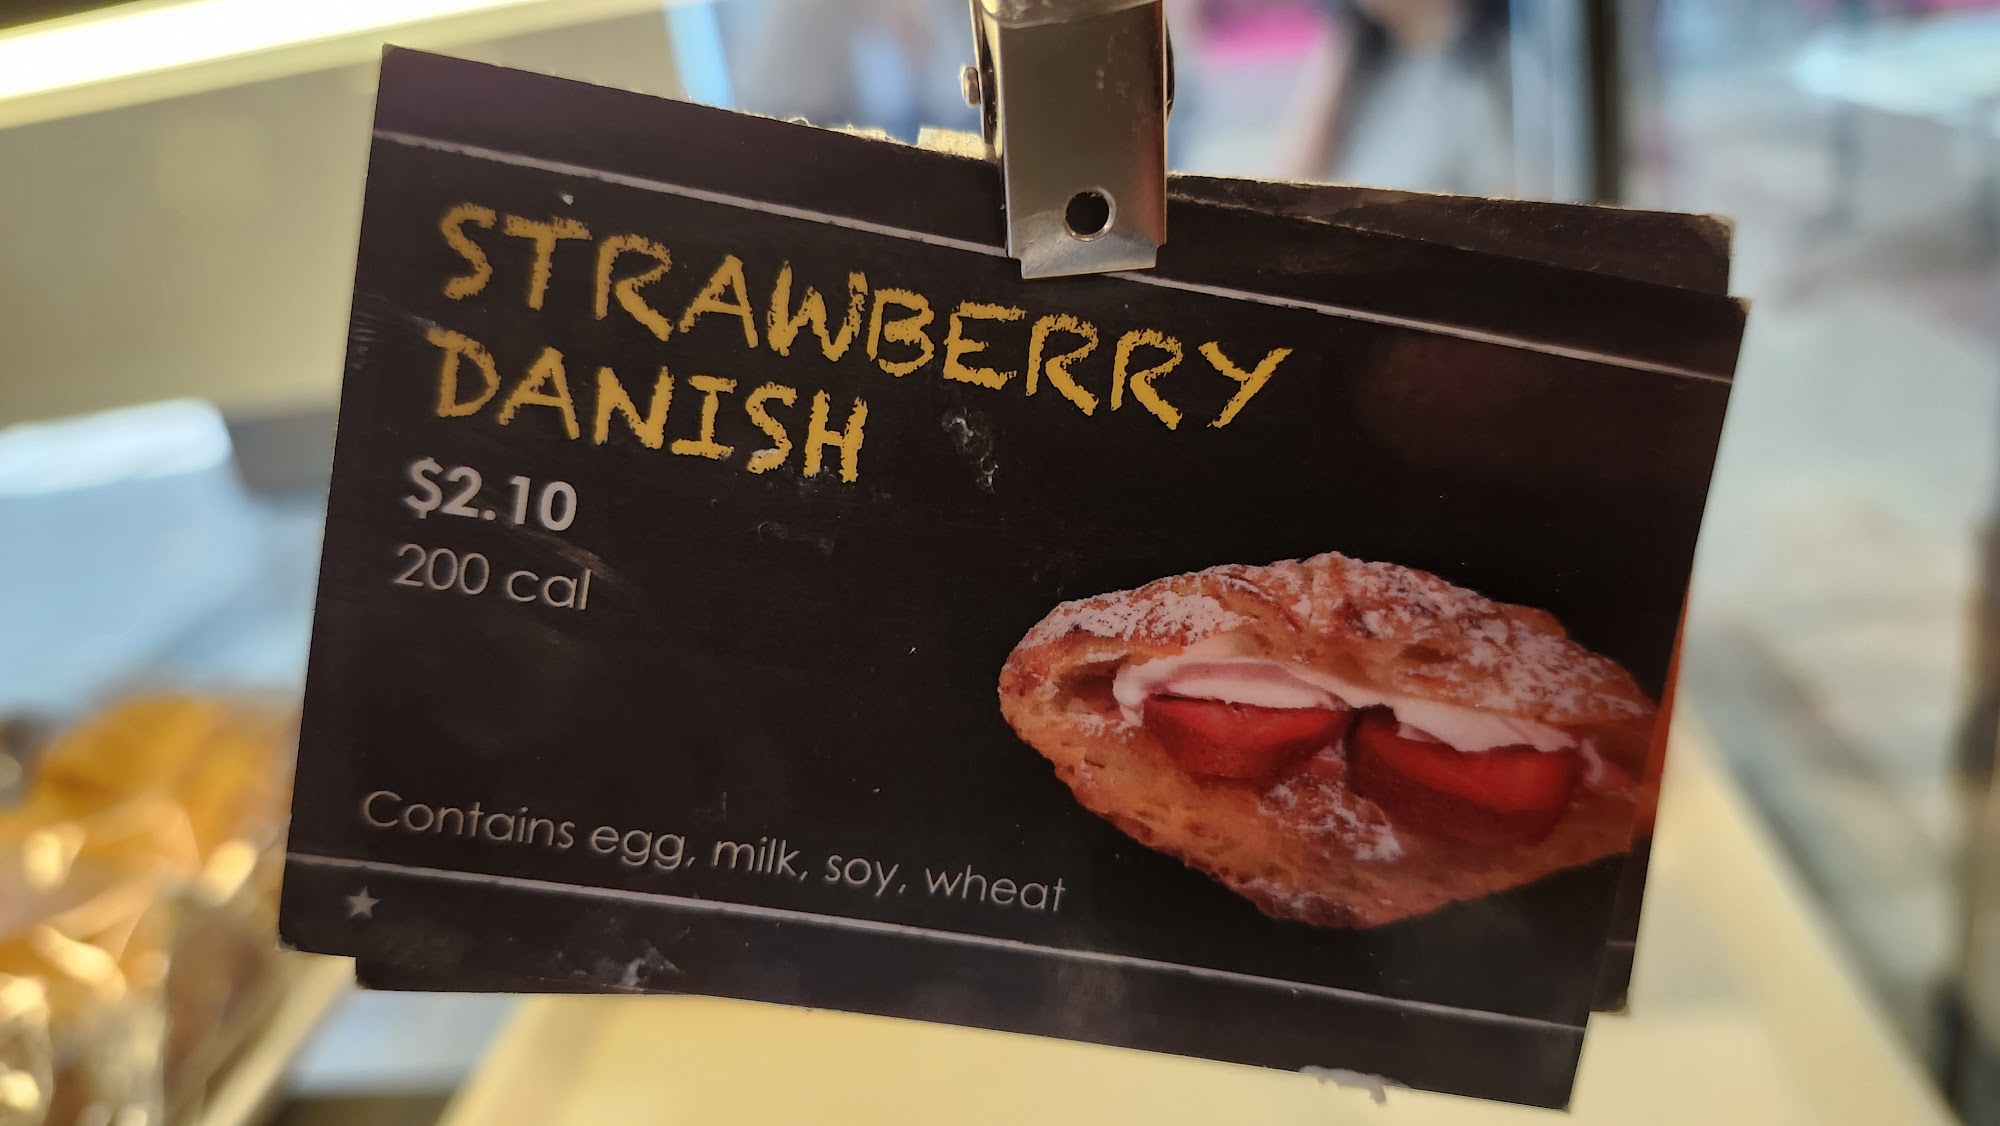 STRAWBERRY
DANISH
$2.10
200 cal
Contains egg, milk, soy, wheat